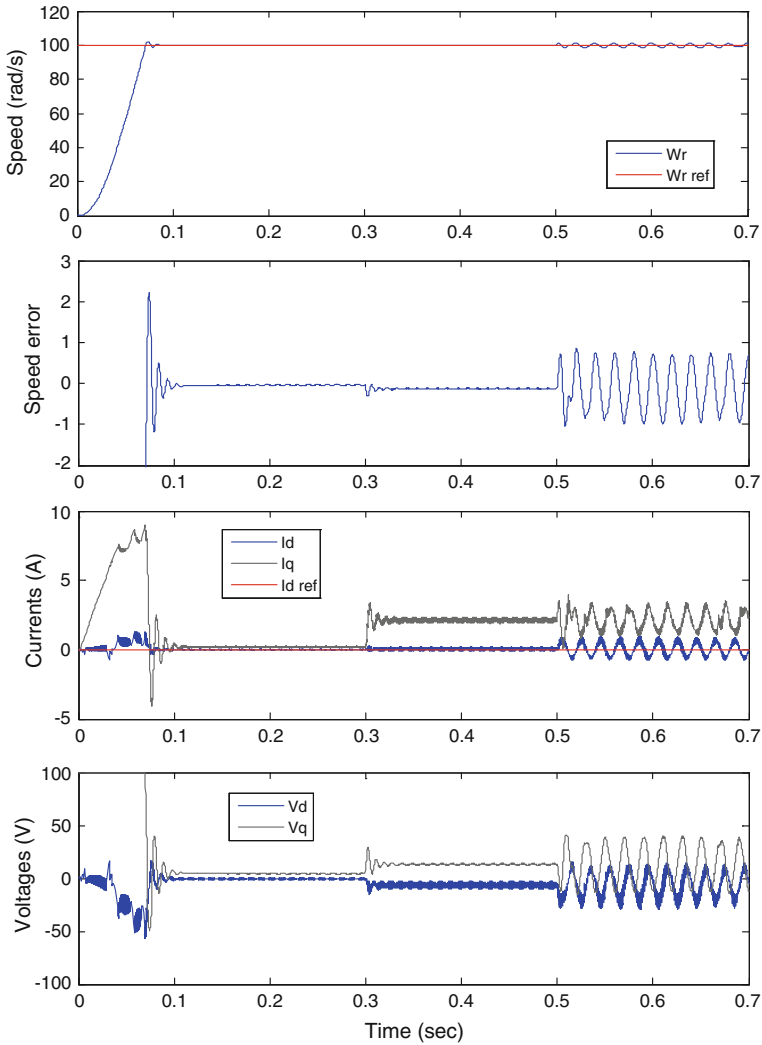 Speed (rad/s)
120
100
80
60
40
20
0
Wr
Wr ref
0 0.1 0.2 0.3 0.4 0.5 0.6 0.7
Speed error
3
2
1
0
-1
-2
0 0.1 0.2 0.3 0.4 0.5 0.6 0.7
Currents (A)
10
5
0
-5
Id
Iq
Id ref
0 0.1 0.2 0.3 0.4 0.5 0.6 0.7
Voltages (V)
100
50
0
-50
-100
Vd
Vq
0 0.1 0.2 0.3 0.4 0.5 0.6 0.7
Time (sec)